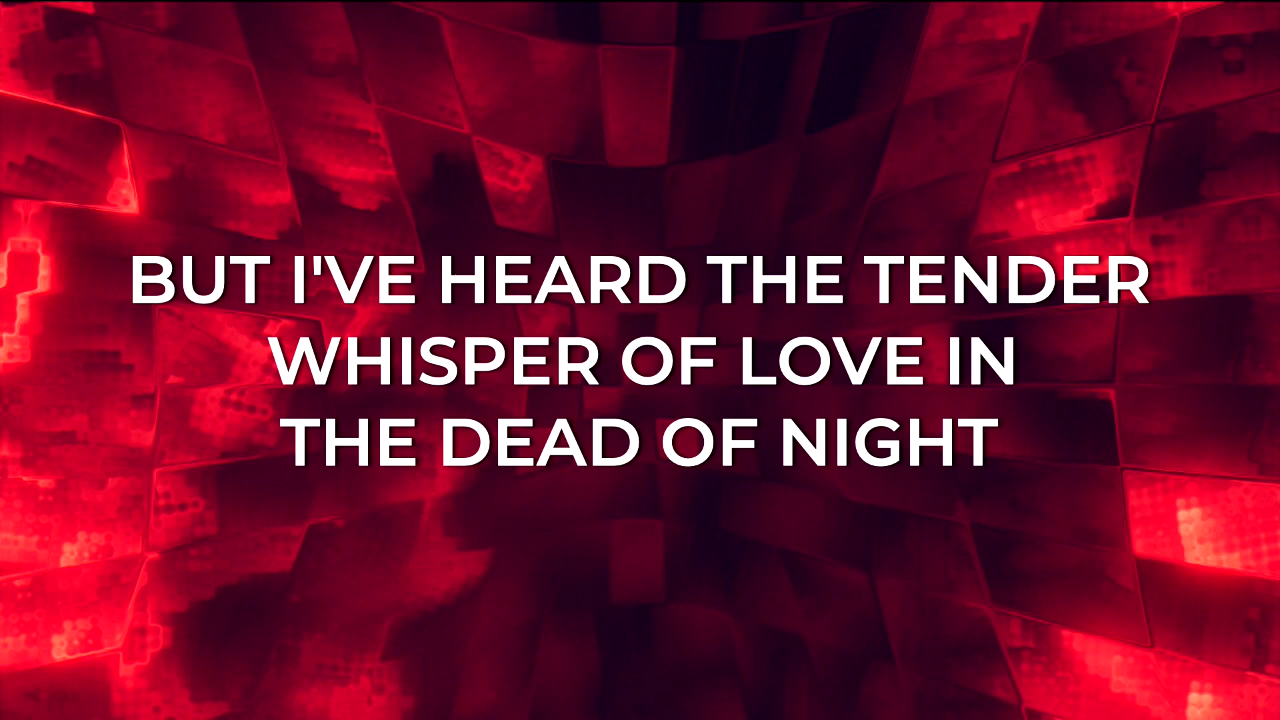 BUT I'VE HEARD THE TENDER
WHISPER OF LOVE IN
THE DEAD OF NIGHT